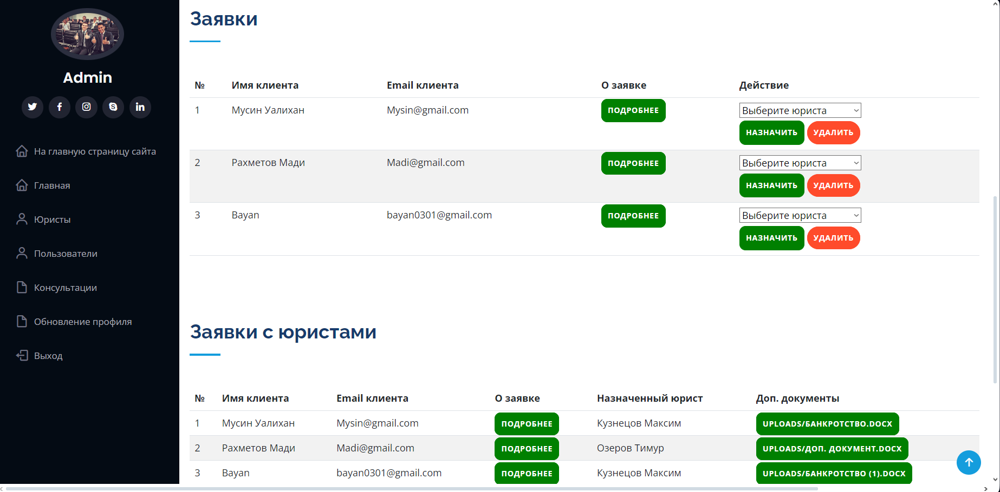 Admin
На главную страницу сайта
Главная
Юристы
Пользователи
Консультации
Обновление профиля
Выход
Заявки
№ Имя клиента Email клиента О заявке Действие
1 Мусин Уалихан Mysin@gmail.com ПОДРОБНЕЕ Выберите юриста
НАЗНАЧИТЬ УДАЛИТЬ
2 Рахметов Мади Madi@gmail.com ПОДРОБНЕЕ Выберите юриста
НАЗНАЧИТЬ УДАЛИТЬ
3 Bayan bayan0301@gmail.com ПОДРОБНЕЕ Выберите юриста
НАЗНАЧИТЬ УДАЛИТЬ
Заявки с юристами
№ Имя клиента Email клиента О заявке Назначенный юрист Доп. документы
1 Мусин Уалихан Mysin@gmail.com ПОДРОБНЕЕ Кузнецов Максим UPLOADS/БАНКРОТСТВО.DOCX
2 Рахметов Мади Madi@gmail.com ПОДРОБНЕЕ Озеров Тимур UPLOADS/ДОП. ДОКУМЕНТ.DOCX
3 Bayan bayan0301@gmail.com ПОДРОБНЕЕ Кузнецов Максим UPLOADS/БАНКРОТСТВО (1).DOCX